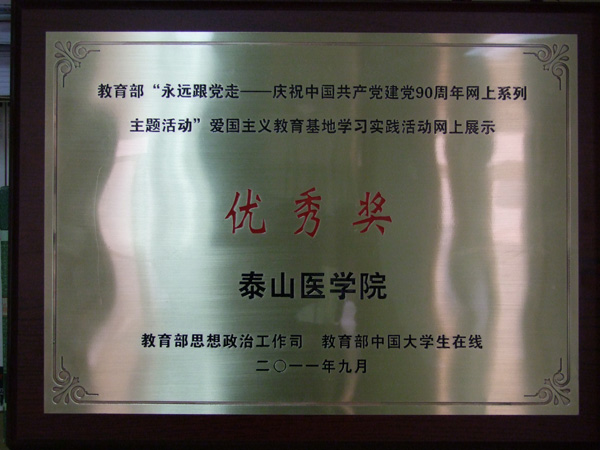 教育部“永远跟党走——庆祝中国共产党建党90周年网上系列
主题活动”爱国主义教育基地学习实践活动网上展示
优秀奖
泰山医学院
教育部思想政治工作司 教育部中国大学生在线
二〇一一年九月